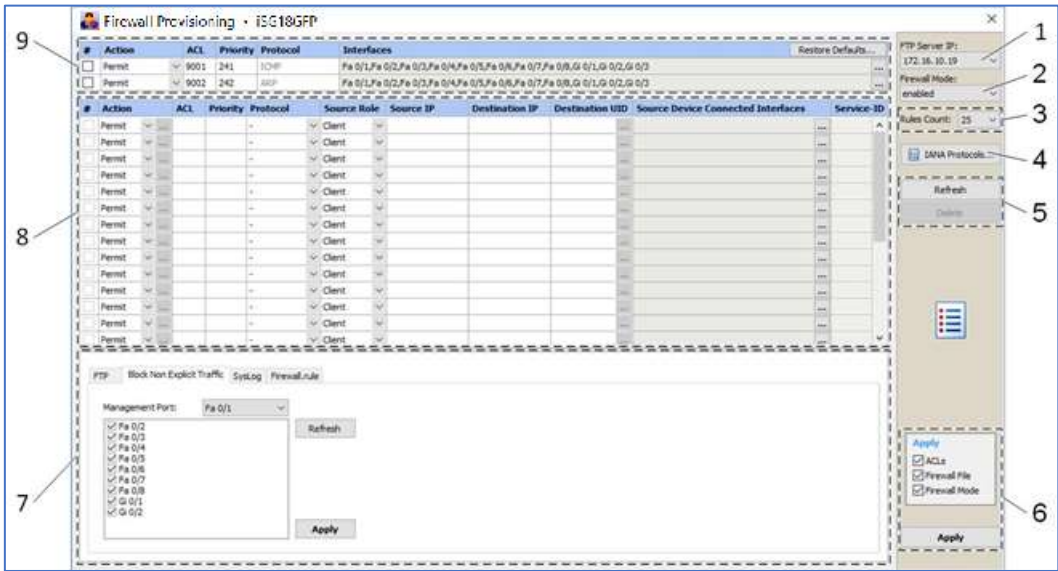 Firewall Provisioning • iSG18GFP
# Action ACL Priority Protocol Interfaces Restore Defaults...
Permit 9001 241 ICMP Fa 0/1,Fa 0/2,Fa 0/3,Fa 0/4,Fa 0/5,Fa 0/6,Fa 0/7,Fa 0/8,Gi 0/1,Gi 0/2,Gi 0/3 ...
Permit 9002 242 ARP Fa 0/1,Fa 0/2,Fa 0/3,Fa 0/4,Fa 0/5,Fa 0/6,Fa 0/7,Fa 0/8,Gi 0/1,Gi 0/2,Gi 0/3 ...
# Action ACL Priority Protocol Source Role Source IP Destination IP Destination UID Source Device Connected Interfaces Service-ID
Permit ... - Client ... ...
Permit ... - Client ... ...
Permit ... - Client ... ...
Permit ... - Client ... ...
Permit ... - Client ... ...
Permit ... - Client ... ...
Permit ... - Client ... ...
Permit ... - Client ... ...
Permit ... - Client ... ...
Permit ... - Client ... ...
Permit ... - Client ... ...
Permit ... - Client ... ...
Permit ... - Client ... ...
Permit ... - Client ... ...
FTP Block Non Explicit Traffic SysLog Firewall.rule
Management Port: Fa 0/1
Fa 0/2
Fa 0/3
Fa 0/4
Fa 0/5
Fa 0/6
Fa 0/7
Fa 0/8
Gi 0/1
Gi 0/2
Refresh
Apply
FTP Server IP:
172.16.10.19
Firewall Mode:
enabled
Rules Count: 25
IANA Protocols...
Refresh
Delete
Apply
ACLs
Firewall File
Firewall Mode
Apply
1
2
3
4
5
6
7
8
9